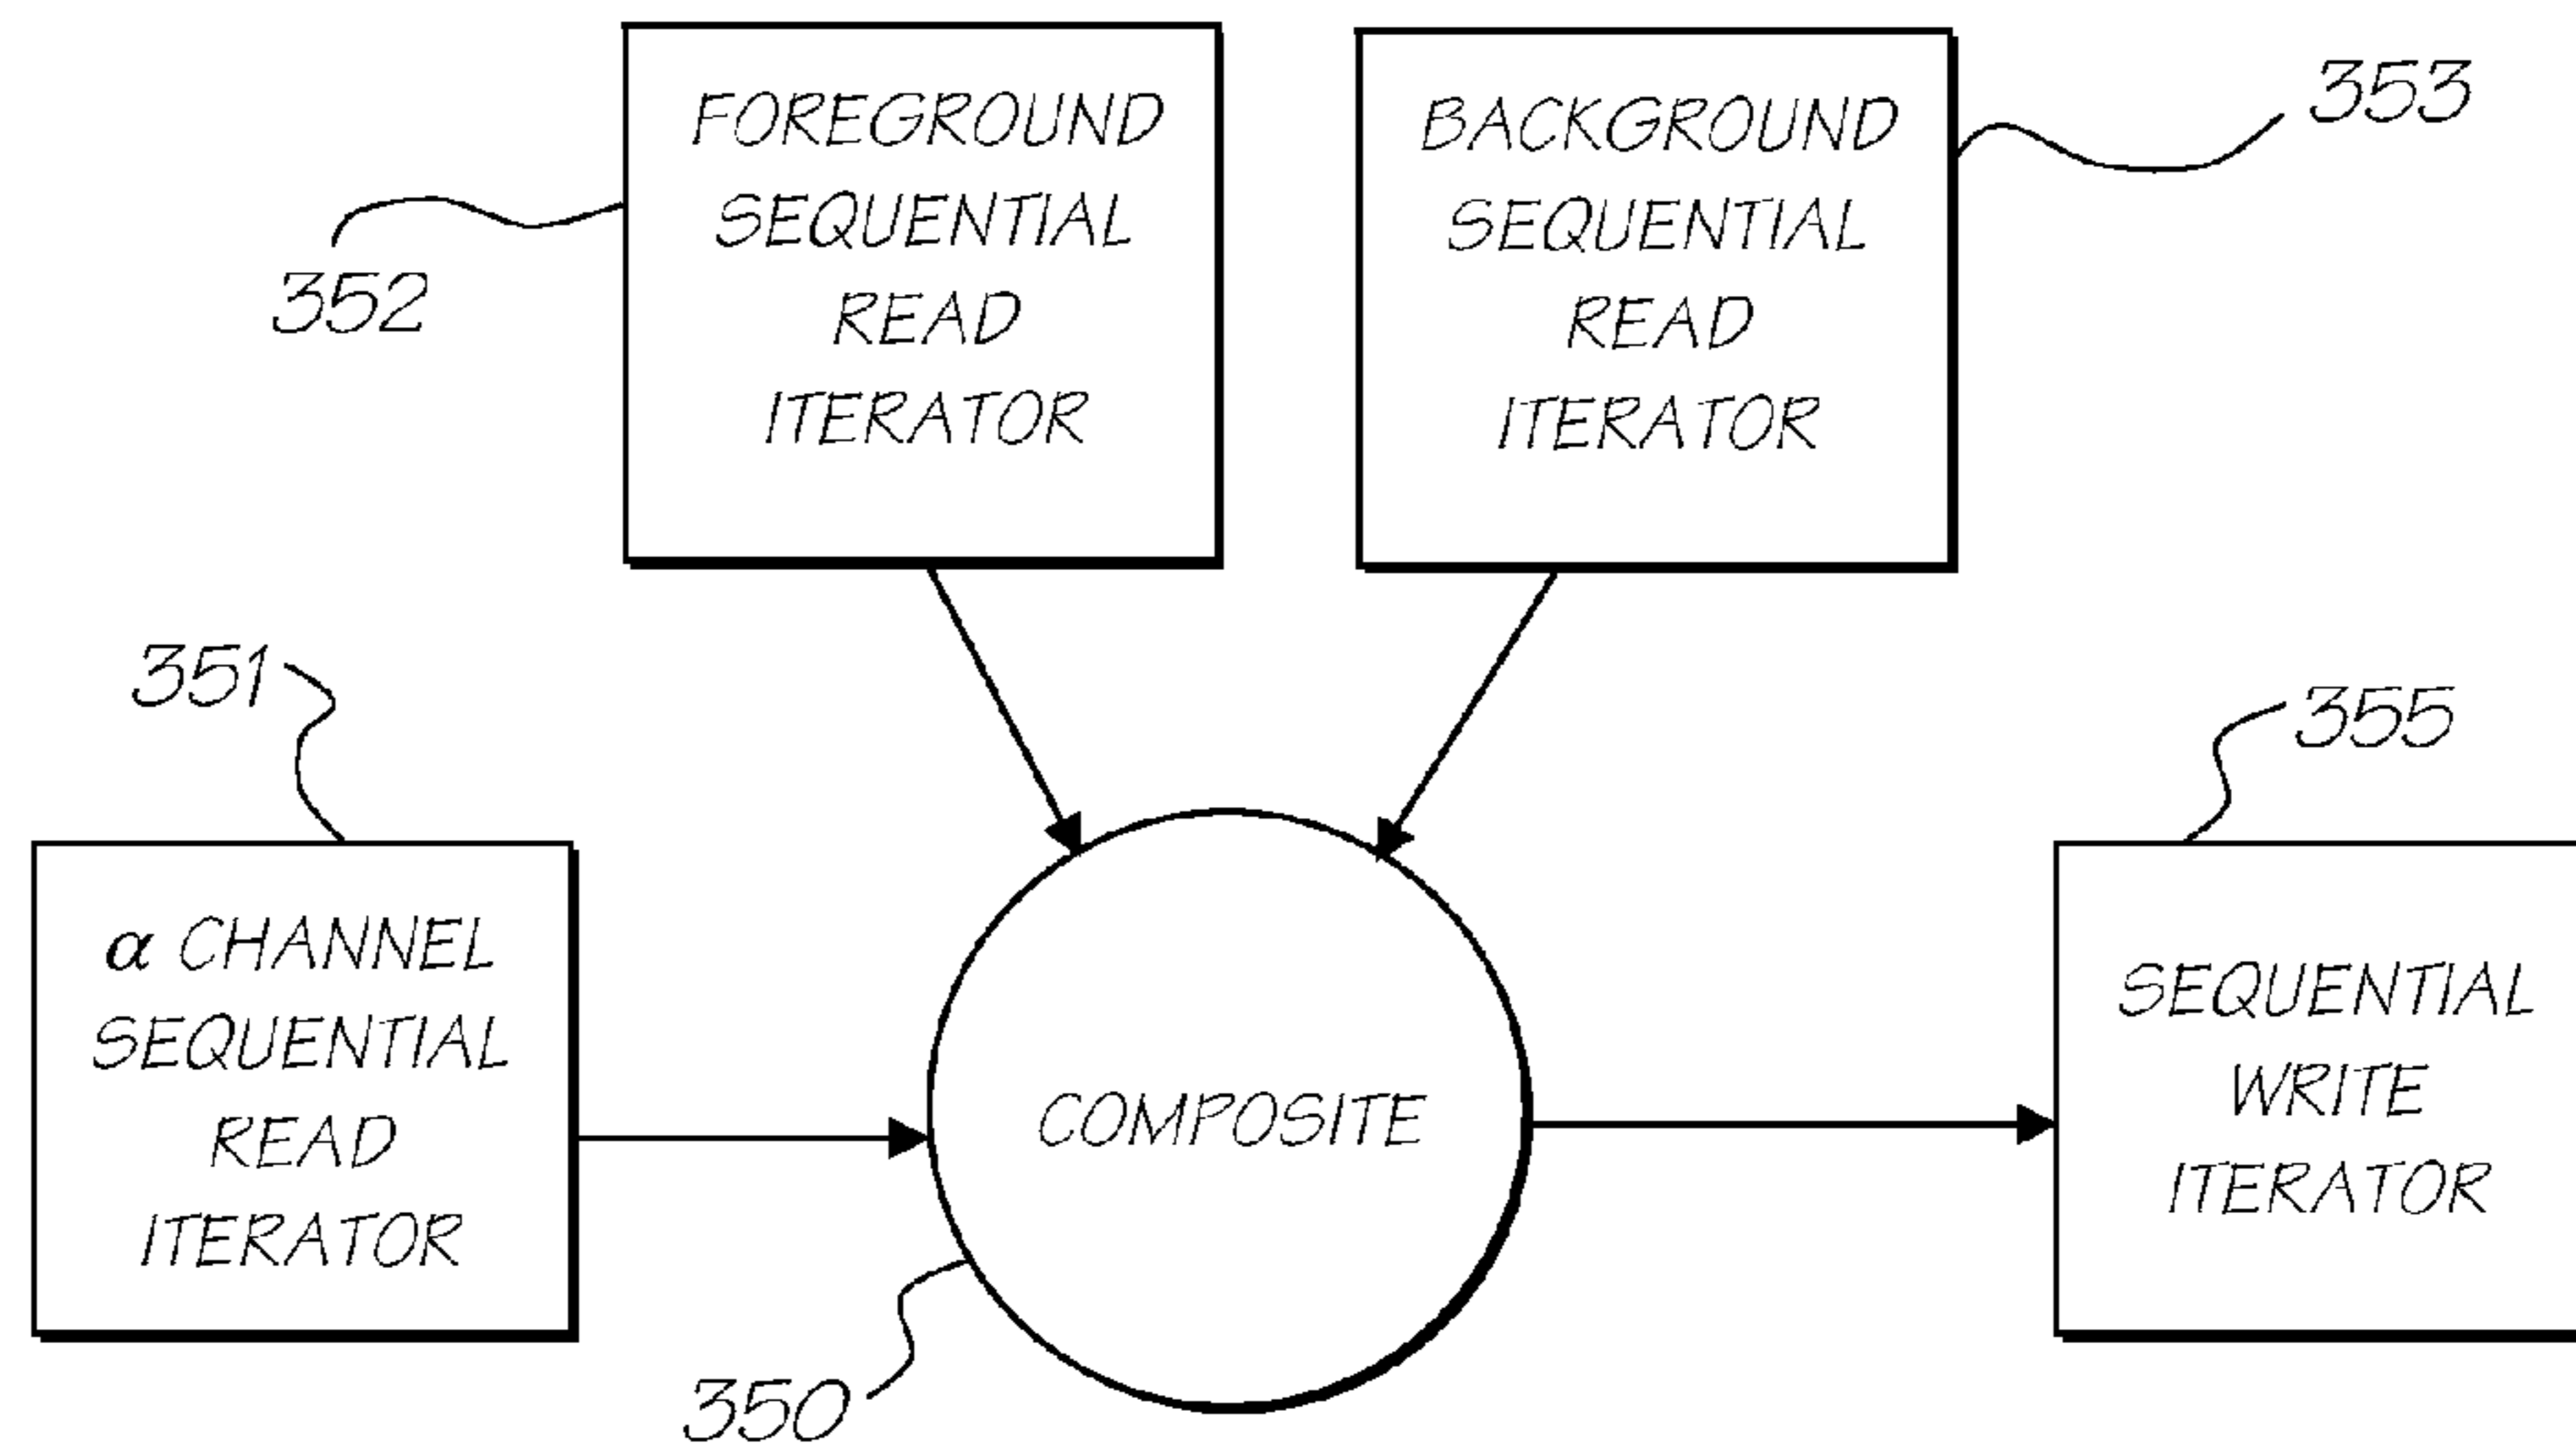 FOREGROUND
SEQUENTIAL
READ
ITERATOR
352
BACKGROUND
SEQUENTIAL
READ
ITERATOR
353
351
α CHANNEL
SEQUENTIAL
READ
ITERATOR
COMPOSITE
350
355
SEQUENTIAL
WRITE
ITERATOR